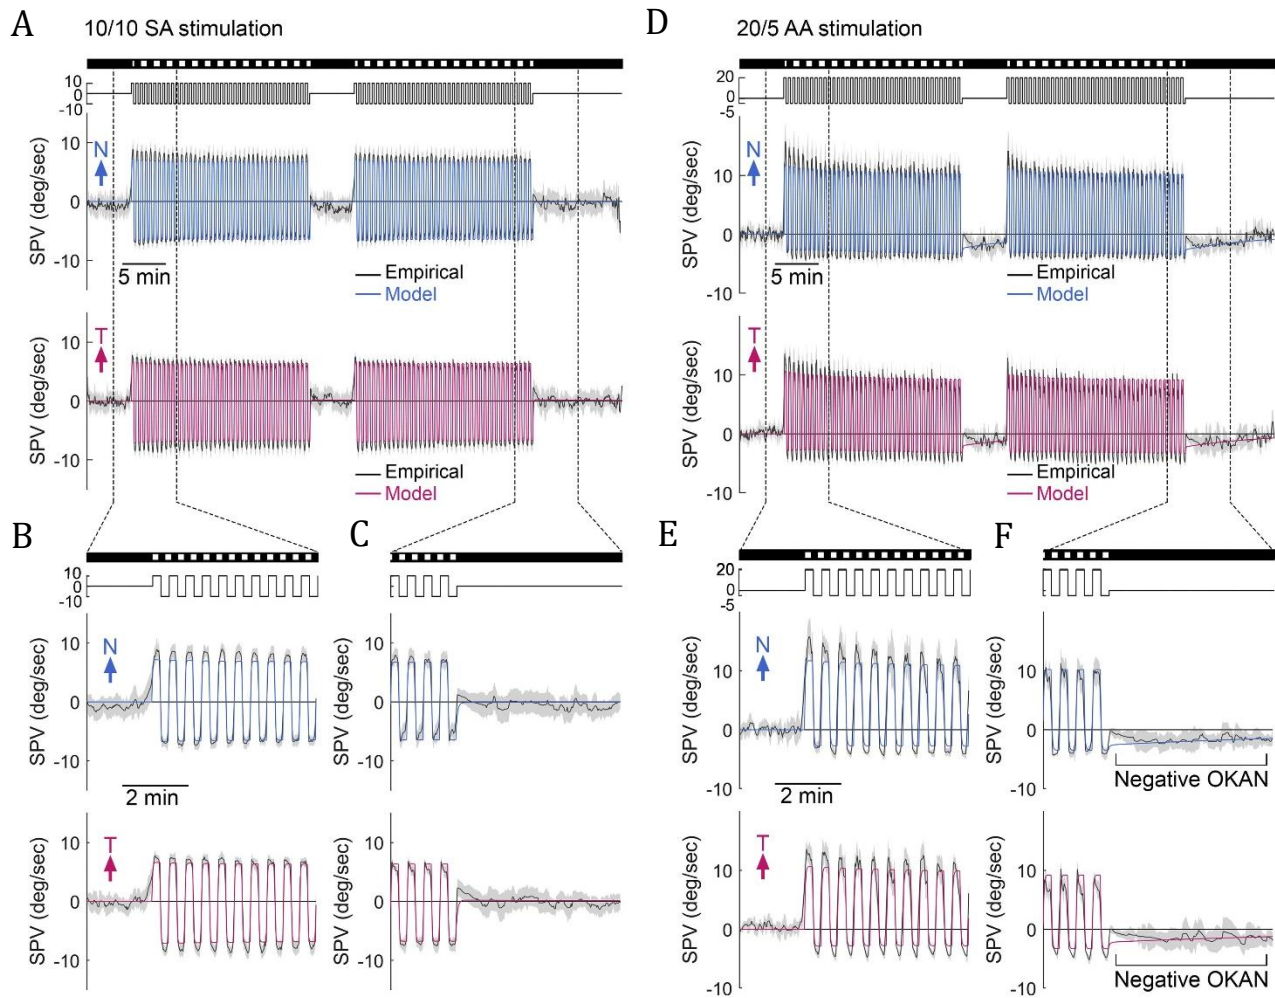 A
10/10 SA stimulation
10
0
-10
N
SPV (deg/sec)
10
0
-10
5 min
Empirical
Model
T
SPV (deg/sec)
10
0
-10
Empirical
Model
B
10
0
-10
N
SPV (deg/sec)
10
0
-10
2 min
T
SPV (deg/sec)
10
0
-10
C
SPV (deg/sec)
10
0
-10
SPV (deg/sec)
10
0
-10
D
20/5 AA stimulation
20
0
-5
N
SPV (deg/sec)
10
0
-10
5 min
Empirical
Model
T
SPV (deg/sec)
10
0
-10
Empirical
Model
E
20
0
-5
N
SPV (deg/sec)
10
0
-10
2 min
T
SPV (deg/sec)
10
0
-10
F
SPV (deg/sec)
10
0
-10
Negative OKAN
SPV (deg/sec)
10
0
-10
Negative OKAN